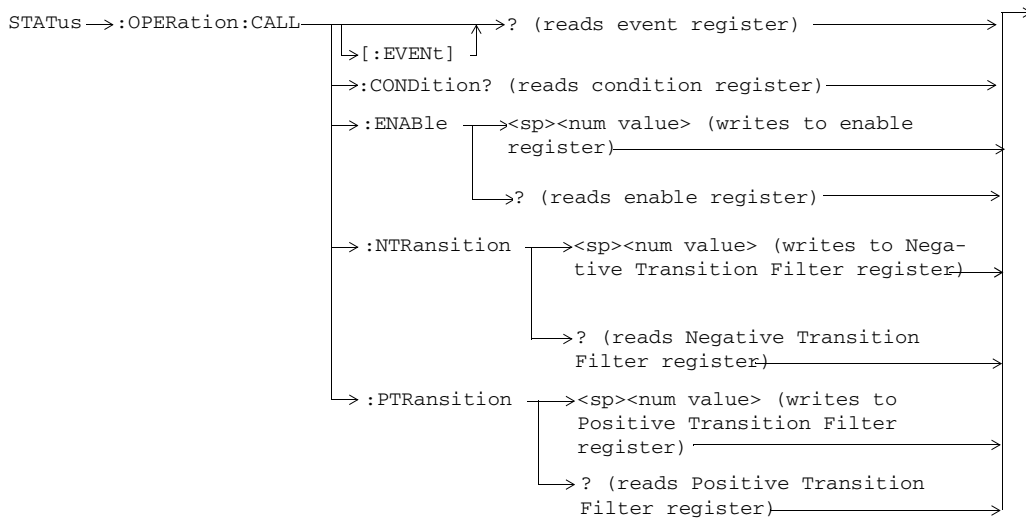 STATus :OPERation:CALL ? (reads event register)
[:EVENt]
:CONDition? (reads condition register)
:ENABle <sp><num value> (writes to enable
register)
? (reads enable register)
:NTRansition <sp><num value> (writes to Nega-
tive Transition Filter register)
? (reads Negative Transition
Filter register)
:PTRansition <sp><num value> (writes to
Positive Transition Filter
register)
? (reads Positive Transition
Filter register)